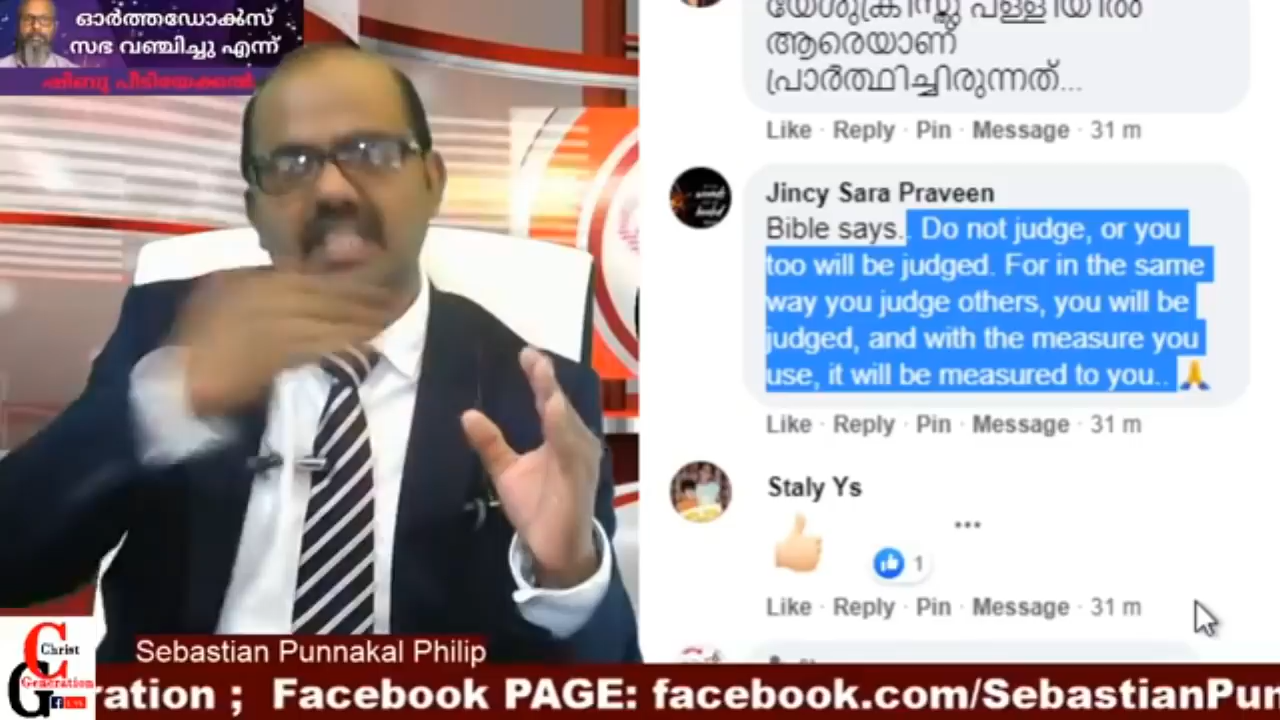 ഓർത്തഡോക്സ്
സഭ വഞ്ചിച്ചു എന്ന്
ഷിബു പീടിയേക്കൽ
യേശുക്രിസ്തു പള്ളിയിൽ
ആരെയാണ്
പ്രാർത്ഥിച്ചിരുന്നത്...
Like · Reply · Pin · Message · 31 m
Jincy Sara Praveen
Bible says.. Do not judge, or you
too will be judged. For in the same
way you judge others, you will be
judged, and with the measure you
use, it will be measured to you..
Like · Reply · Pin · Message · 31 m
Staly Ys
1
Like · Reply · Pin · Message · 31 m
Sebastian Punnakal Philip
Christ
Generation
ration ; Facebook PAGE: facebook.com/SebastianPun